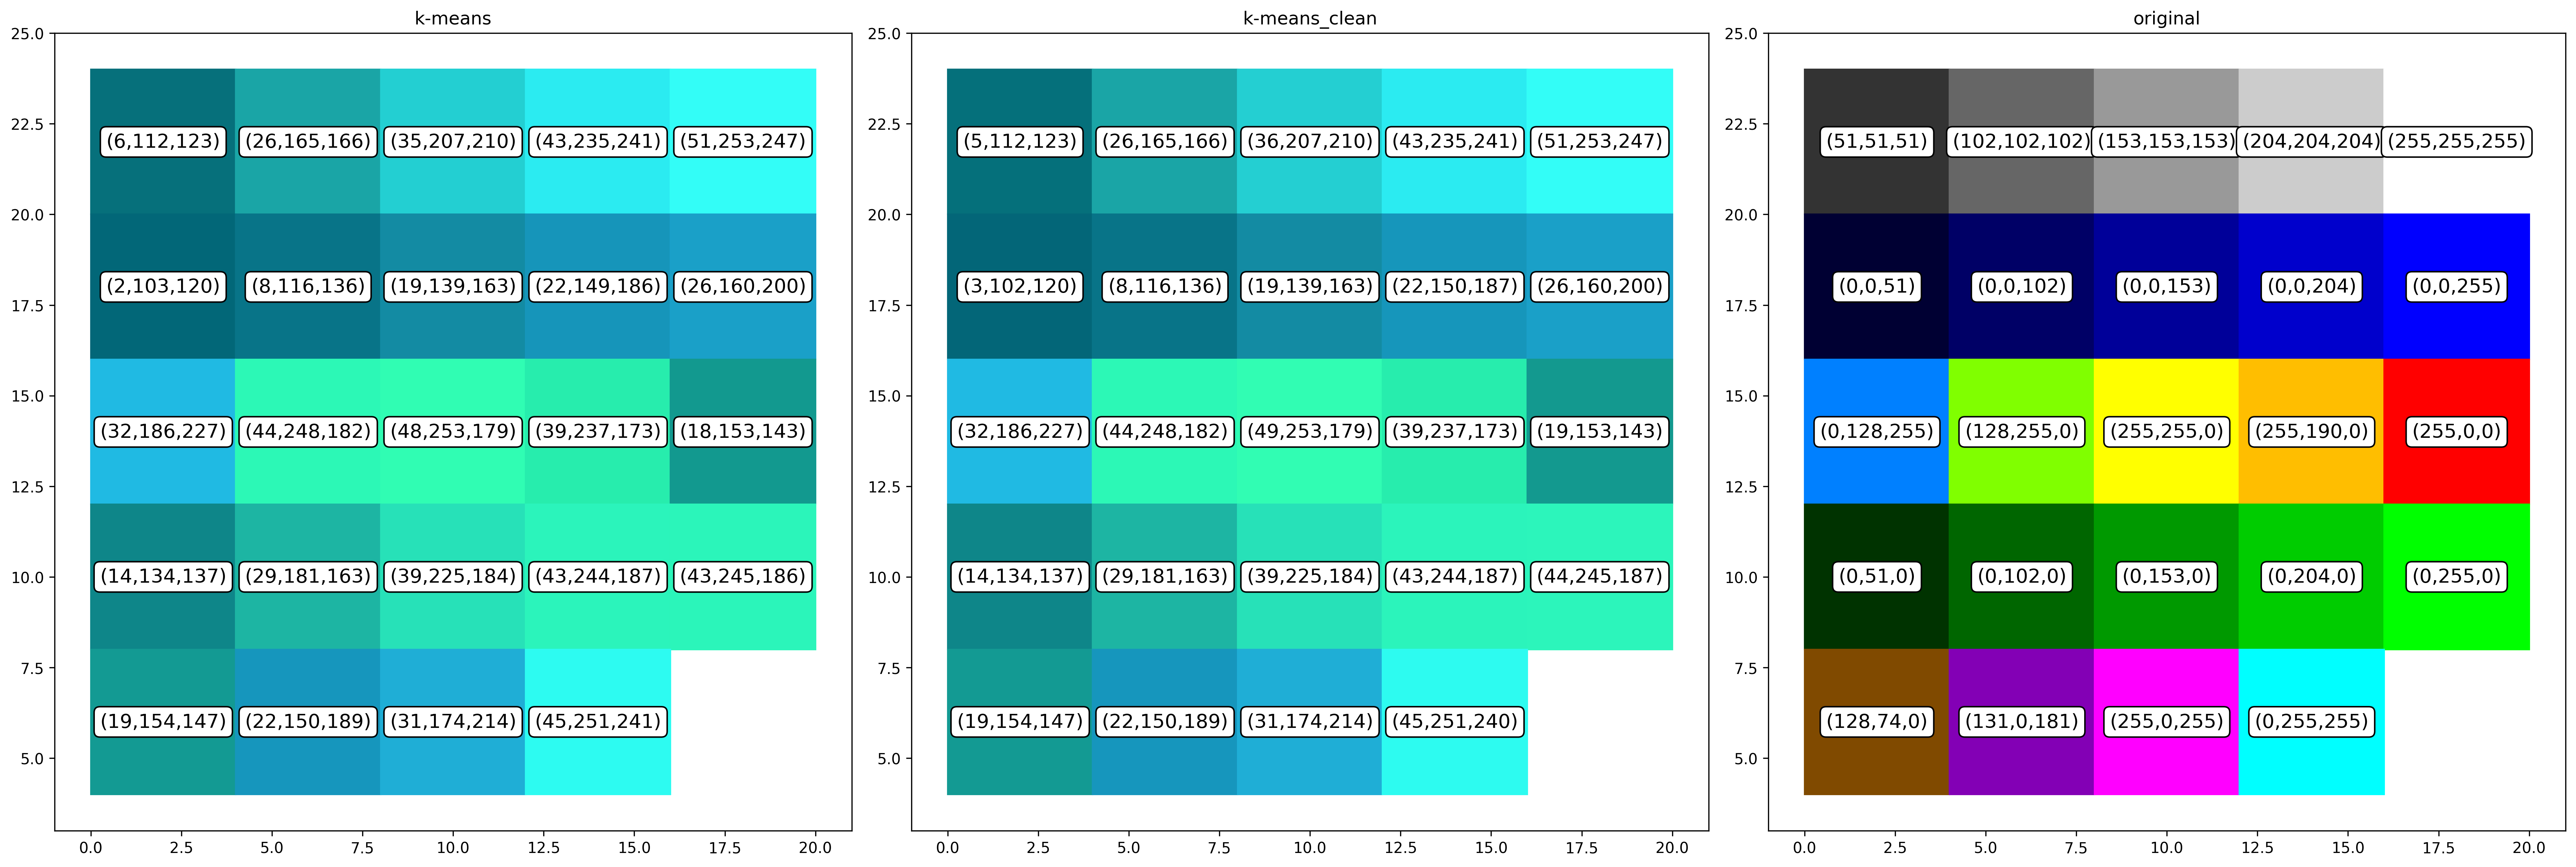 k-means
25.0
22.5
20.0
17.5
15.0
12.5
10.0
7.5
5.0
(6,112,123) (26,165,166) (35,207,210) (43,235,241) (51,253,247)
(2,103,120) (8,116,136) (19,139,163) (22,149,186) (26,160,200)
(32,186,227) (44,248,182) (48,253,179) (39,237,173) (18,153,143)
(14,134,137) (29,181,163) (39,225,184) (43,244,187) (43,245,186)
(19,154,147) (22,150,189) (31,174,214) (45,251,241)
0.0 2.5 5.0 7.5 10.0 12.5 15.0 17.5 20.0
k-means_clean
25.0
22.5
20.0
17.5
15.0
12.5
10.0
7.5
5.0
(5,112,123) (26,165,166) (36,207,210) (43,235,241) (51,253,247)
(3,102,120) (8,116,136) (19,139,163) (22,150,187) (26,160,200)
(32,186,227) (44,248,182) (49,253,179) (39,237,173) (19,153,143)
(14,134,137) (29,181,163) (39,225,184) (43,244,187) (44,245,187)
(19,154,147) (22,150,189) (31,174,214) (45,251,240)
0.0 2.5 5.0 7.5 10.0 12.5 15.0 17.5 20.0
original
25.0
22.5
20.0
17.5
15.0
12.5
10.0
7.5
5.0
(51,51,51) (102,102,102) (153,153,153) (204,204,204) (255,255,255)
(0,0,51) (0,0,102) (0,0,153) (0,0,204) (0,0,255)
(0,128,255) (128,255,0) (255,255,0) (255,190,0) (255,0,0)
(0,51,0) (0,102,0) (0,153,0) (0,204,0) (0,255,0)
(128,74,0) (131,0,181) (255,0,255) (0,255,255)
0.0 2.5 5.0 7.5 10.0 12.5 15.0 17.5 20.0